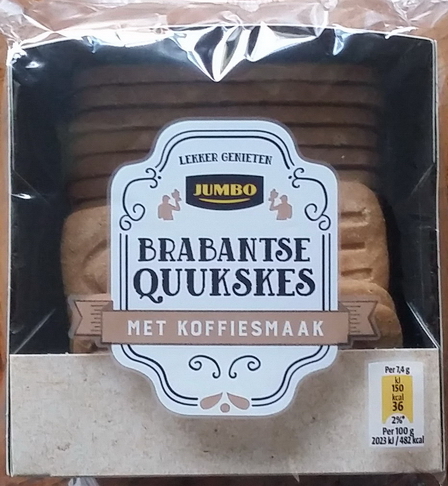 LEKKER GENIETEN
JUMBO
BRABANTSE
QUUKSKES
MET KOFFIESMAAK
Per 7,4 g
kJ
150
kcal
36
2%*
Per 100 g
2023 kJ / 482 kcal